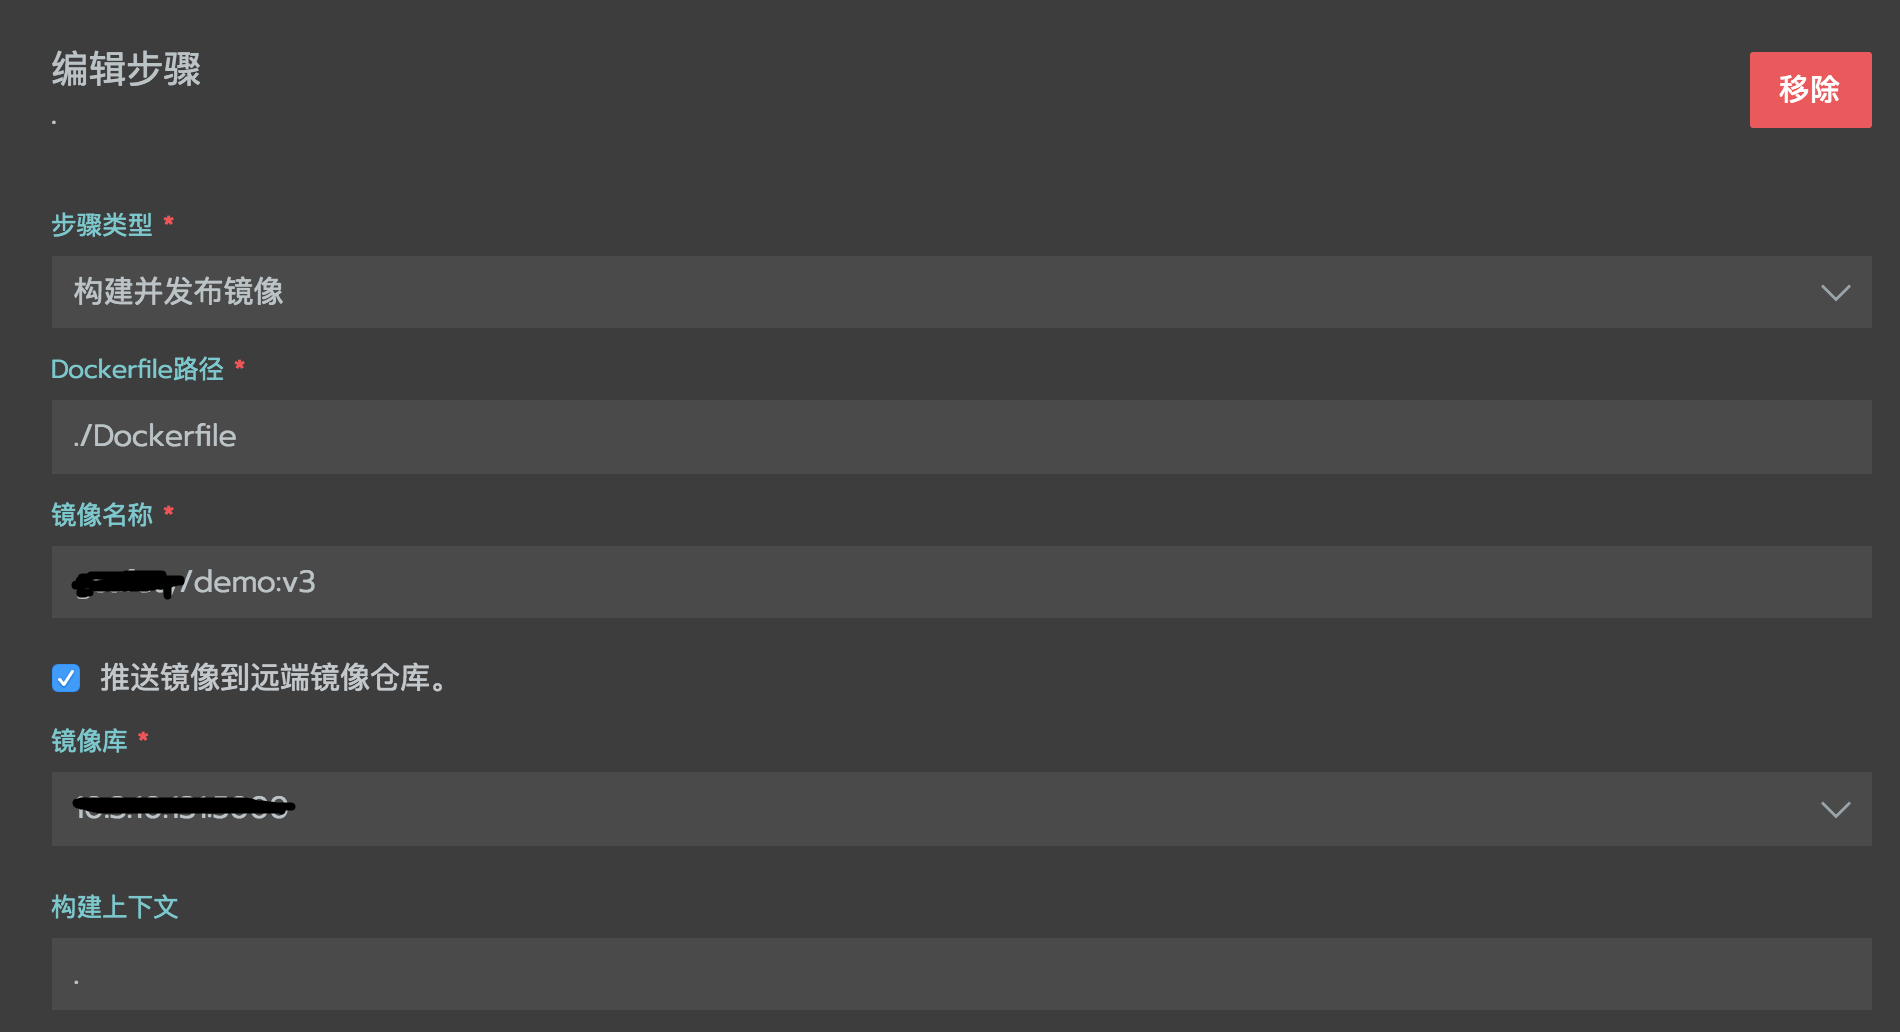 编辑步骤
.
移除
步骤类型 *
构建并发布镜像
Dockerfile路径 *
./Dockerfile
镜像名称 *
/demo:v3
推送镜像到远端镜像仓库。
镜像库 *
构建上下文
.